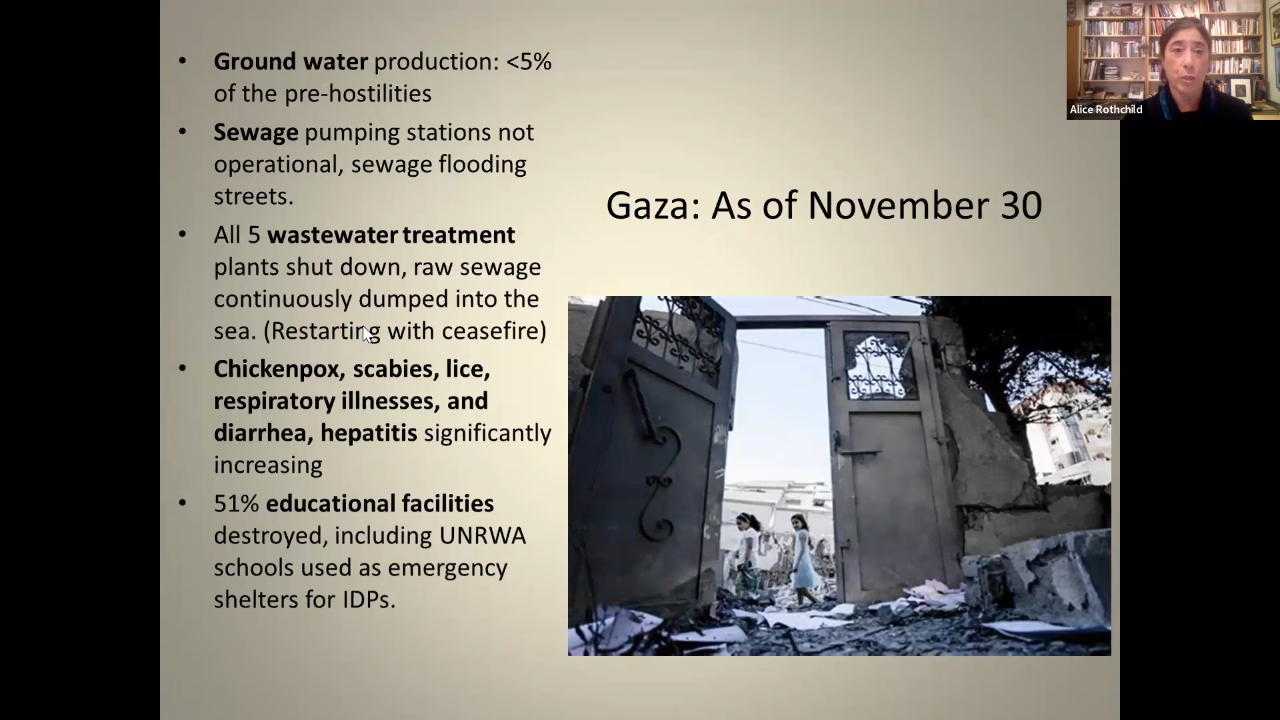 Ground water production: <5%
of the pre-hostilities
Sewage pumping stations not
operational, sewage flooding
streets.
All 5 wastewater treatment
plants shut down, raw sewage
continuously dumped into the
sea. (Restarting with ceasefire)
Chickenpox, scabies, lice,
respiratory illnesses, and
diarrhea, hepatitis significantly
increasing
51% educational facilities
destroyed, including UNRWA
schools used as emergency
shelters for IDPs.
Gaza: As of November 30
Alice Rothchild